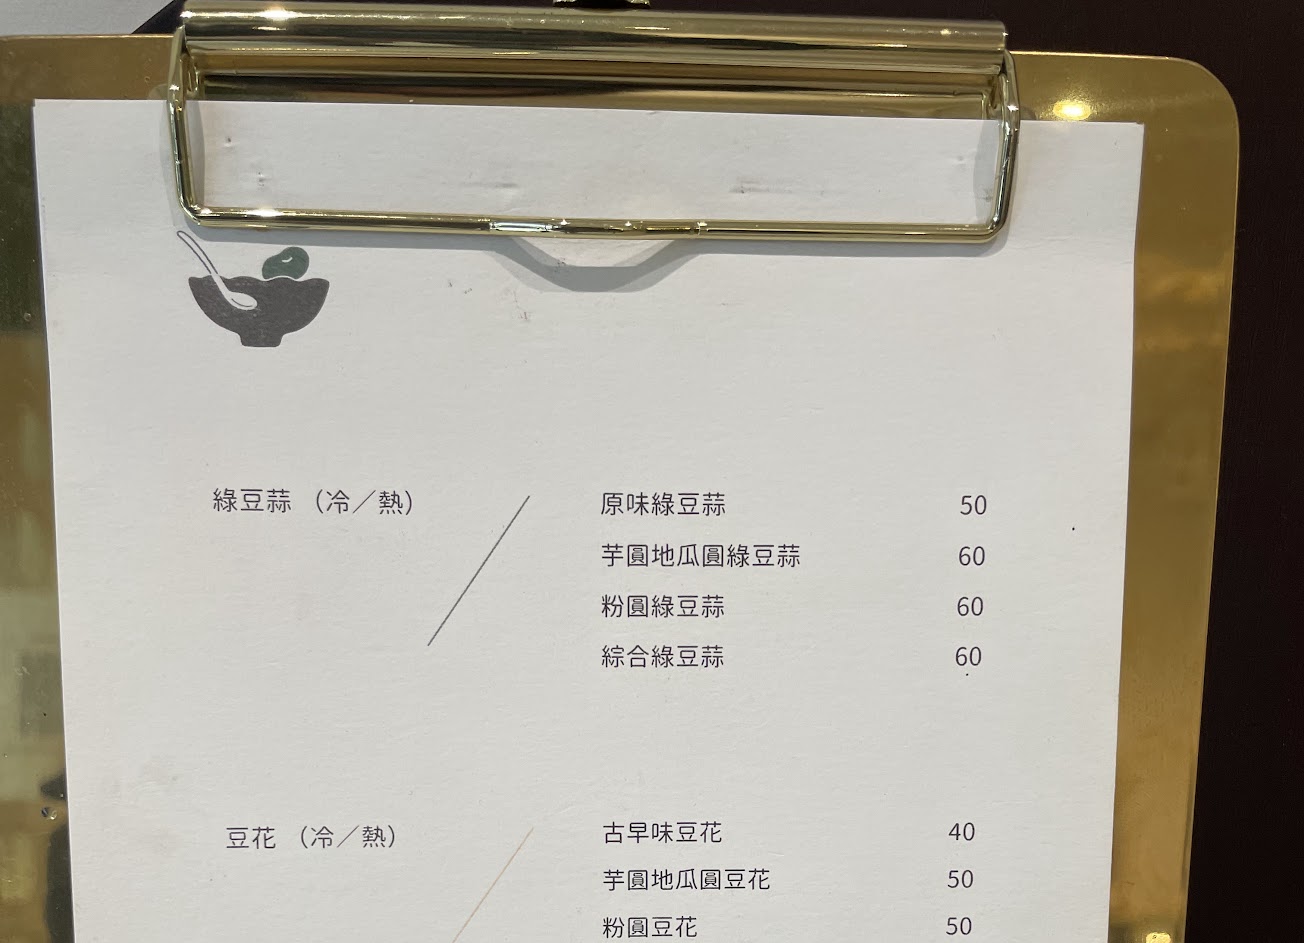 綠豆蒜 （冷／熱） 原味綠豆蒜 50
芋圓地瓜圓綠豆蒜 60
粉圓綠豆蒜 60
綜合綠豆蒜 60
豆花 （冷／熱） 古早味豆花 40
芋圓地瓜圓豆花 50
粉圓豆花 50